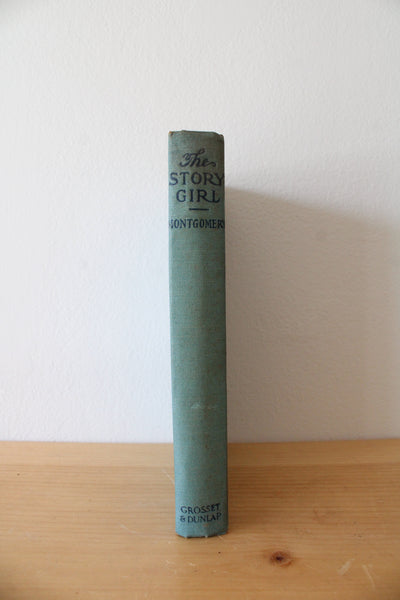 The
STORY
GIRL
MONTGOMERY
GROSSET
& DUNLAP